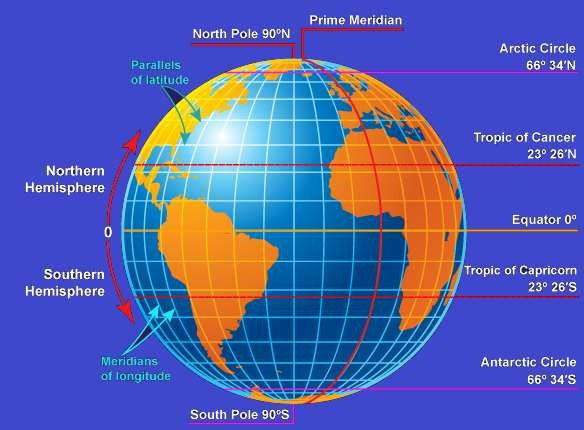 Prime Meridian
North Pole 90ºN
Arctic Circle
66º 34'N
Parallels
of latitude
Tropic of Cancer
23º 26'N
Northern
Hemisphere
Equator 0º
0
Southern
Hemisphere
Tropic of Capricorn
23º 26'S
Meridians
of longitude
Antarctic Circle
66º 34'S
South Pole 90ºS